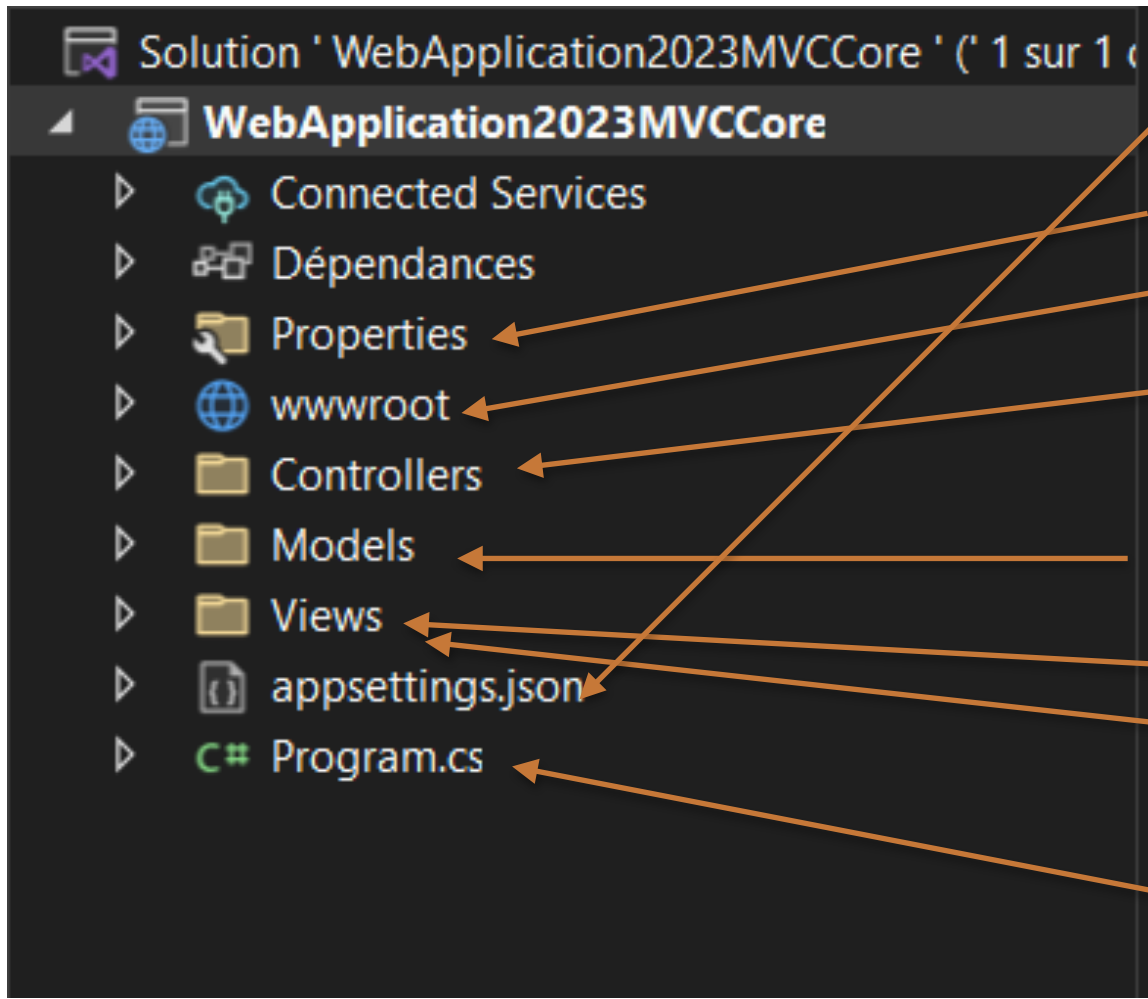 Solution ' WebApplication2023MVCCore ' (' 1 sur 1
WebApplication2023MVCCore
Connected Services
Dépendances
Properties
wwwroot
Controllers
Models
Views
appsettings.json
C# Program.cs